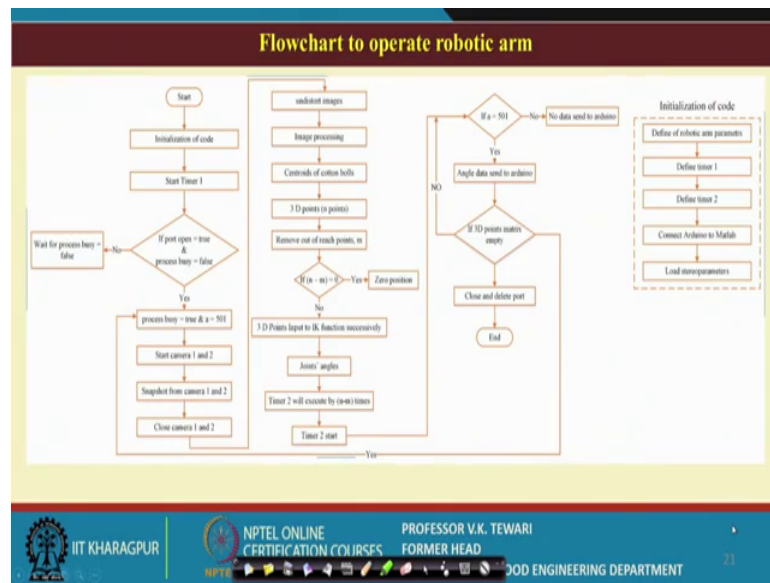 Flowchart to operate robotic arm
Start
Initialization of code
Start Timer 1
If port open = true
&
process busy = false
No
Wait for process busy =
false
Yes
process busy = true & a = 501
Start camera 1 and 2
Snapshot from camera 1 and 2
Close camera 1 and 2
undistort images
Image processing
Centroids of cotton bolls
3 D points (n points)
Remove out of reach points, m
If (n - m) = 0
Yes
Zero position
No
3 D Points Input to IK function successively
Joints' angles
Timer 2 will execute by (n-m) times
Timer 2 start
If a = 501
No
No data send to arduino
Yes
Angle data send to arduino
NO
If 3D points matrix
empty
Close and delete port
End
Yes
Initialization of code
Define of robotic arm parametrs
Define timer 1
Define timer 2
Connect Arduino to Matlab
Load stereoparameters
IIT KHARAGPUR
NPTEL
NPTEL ONLINE
CERTIFICATION COURSES
PROFESSOR V.K. TEWARI
FORMER HEAD
OOD ENGINEERING DEPARTMENT
21